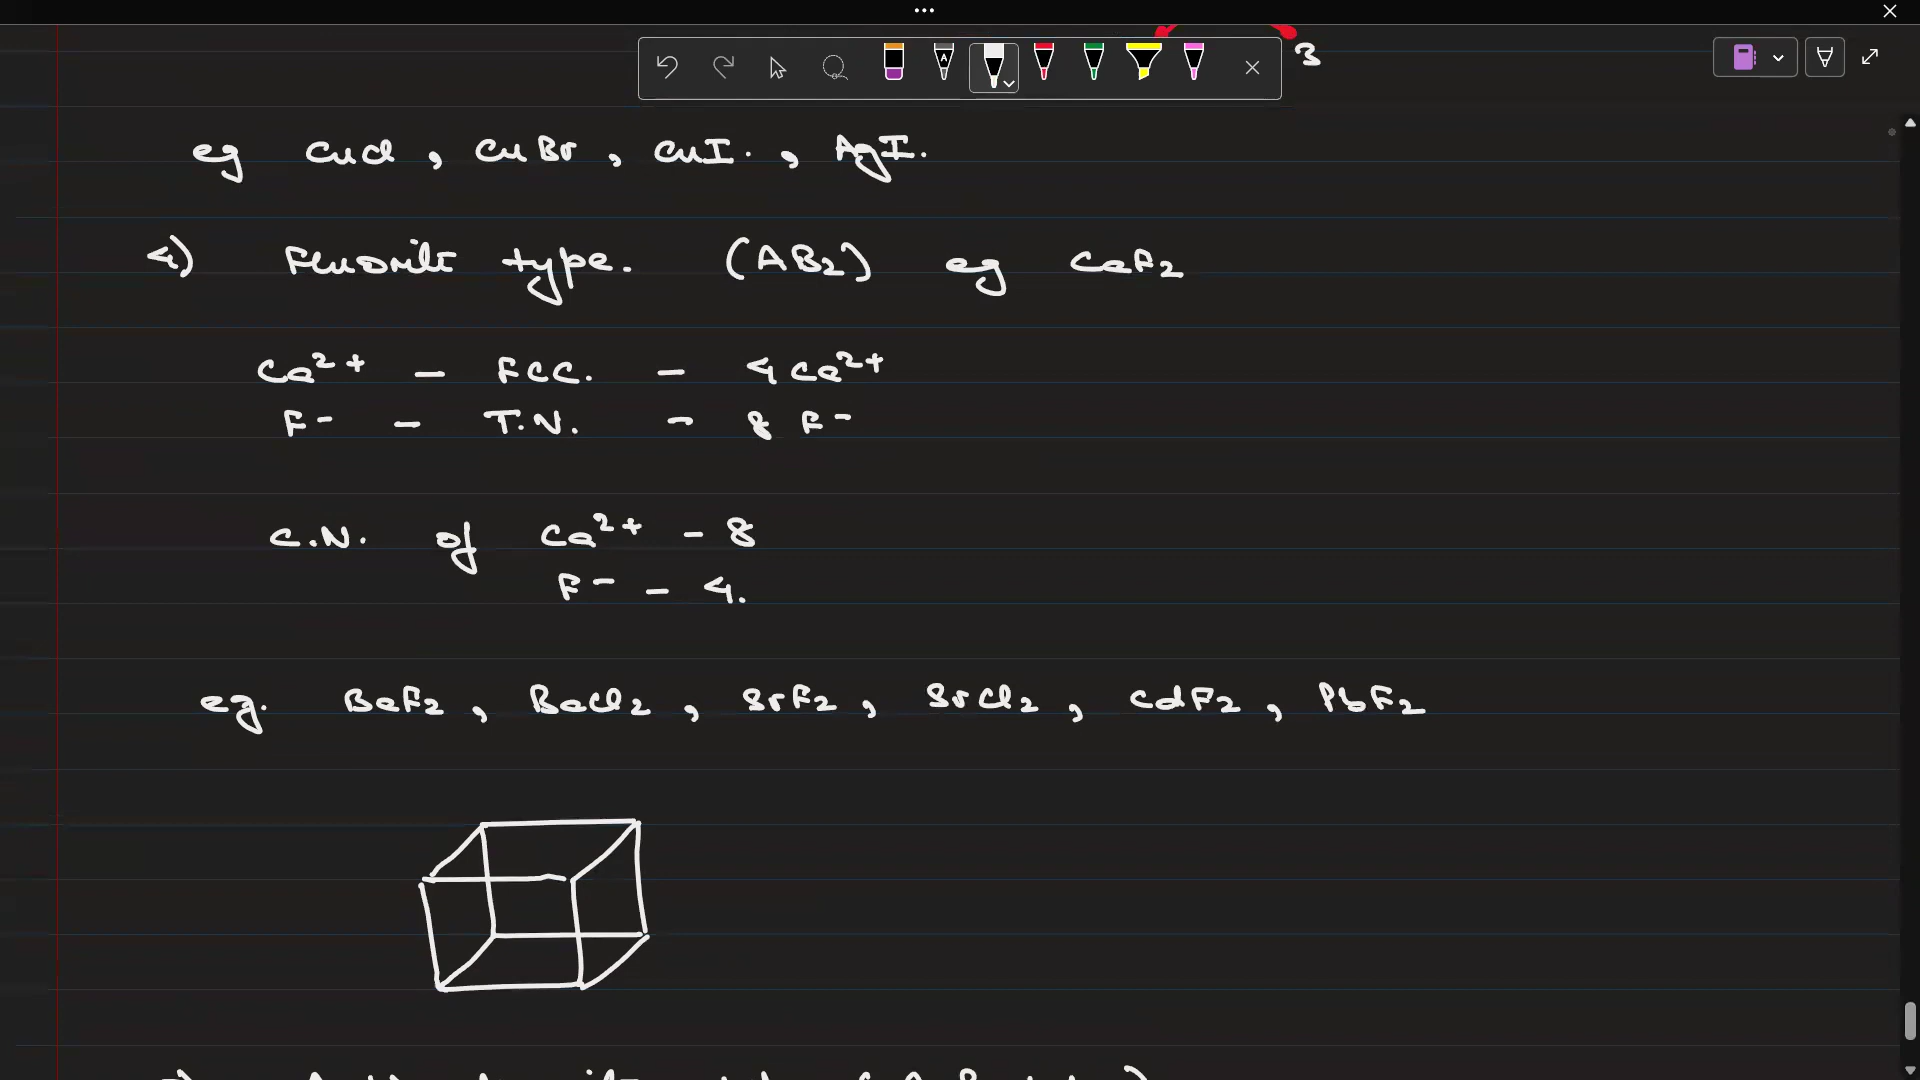 3
eg CuCl , CuBr , CuI. , AgI.
4) Fluorite type. (AB₂) eg CaF₂
Ca²⁺ – FCC. – 4 Ca²⁺
F⁻ – T.V. – 8 F⁻
C.N. of Ca²⁺ – 8
F⁻ – 4.
eg. BaF₂ , BaCl₂ , SrF₂ , SrCl₂ , CdF₂ , PbF₂